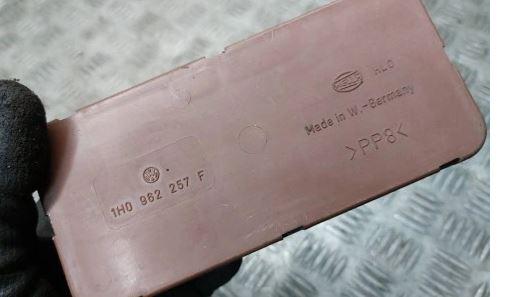 HLO
Made in W.-Germany
>PP8<
1H0 962 257 F